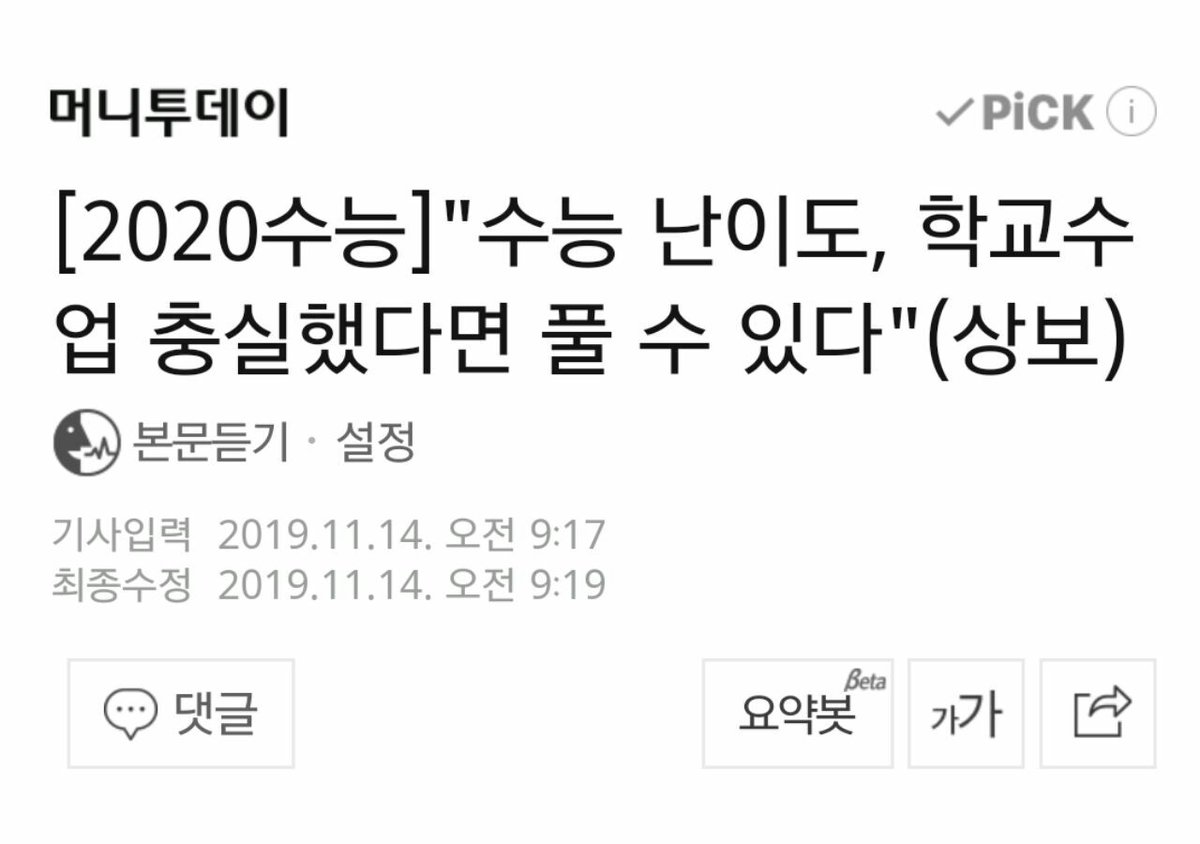 머니투데이
PiCK i
[2020수능]"수능 난이도, 학교수
업 충실했다면 풀 수 있다"(상보)
본문듣기 · 설정
기사입력 2019.11.14. 오전 9:17
최종수정 2019.11.14. 오전 9:19
댓글
요약봇 Beta
가가